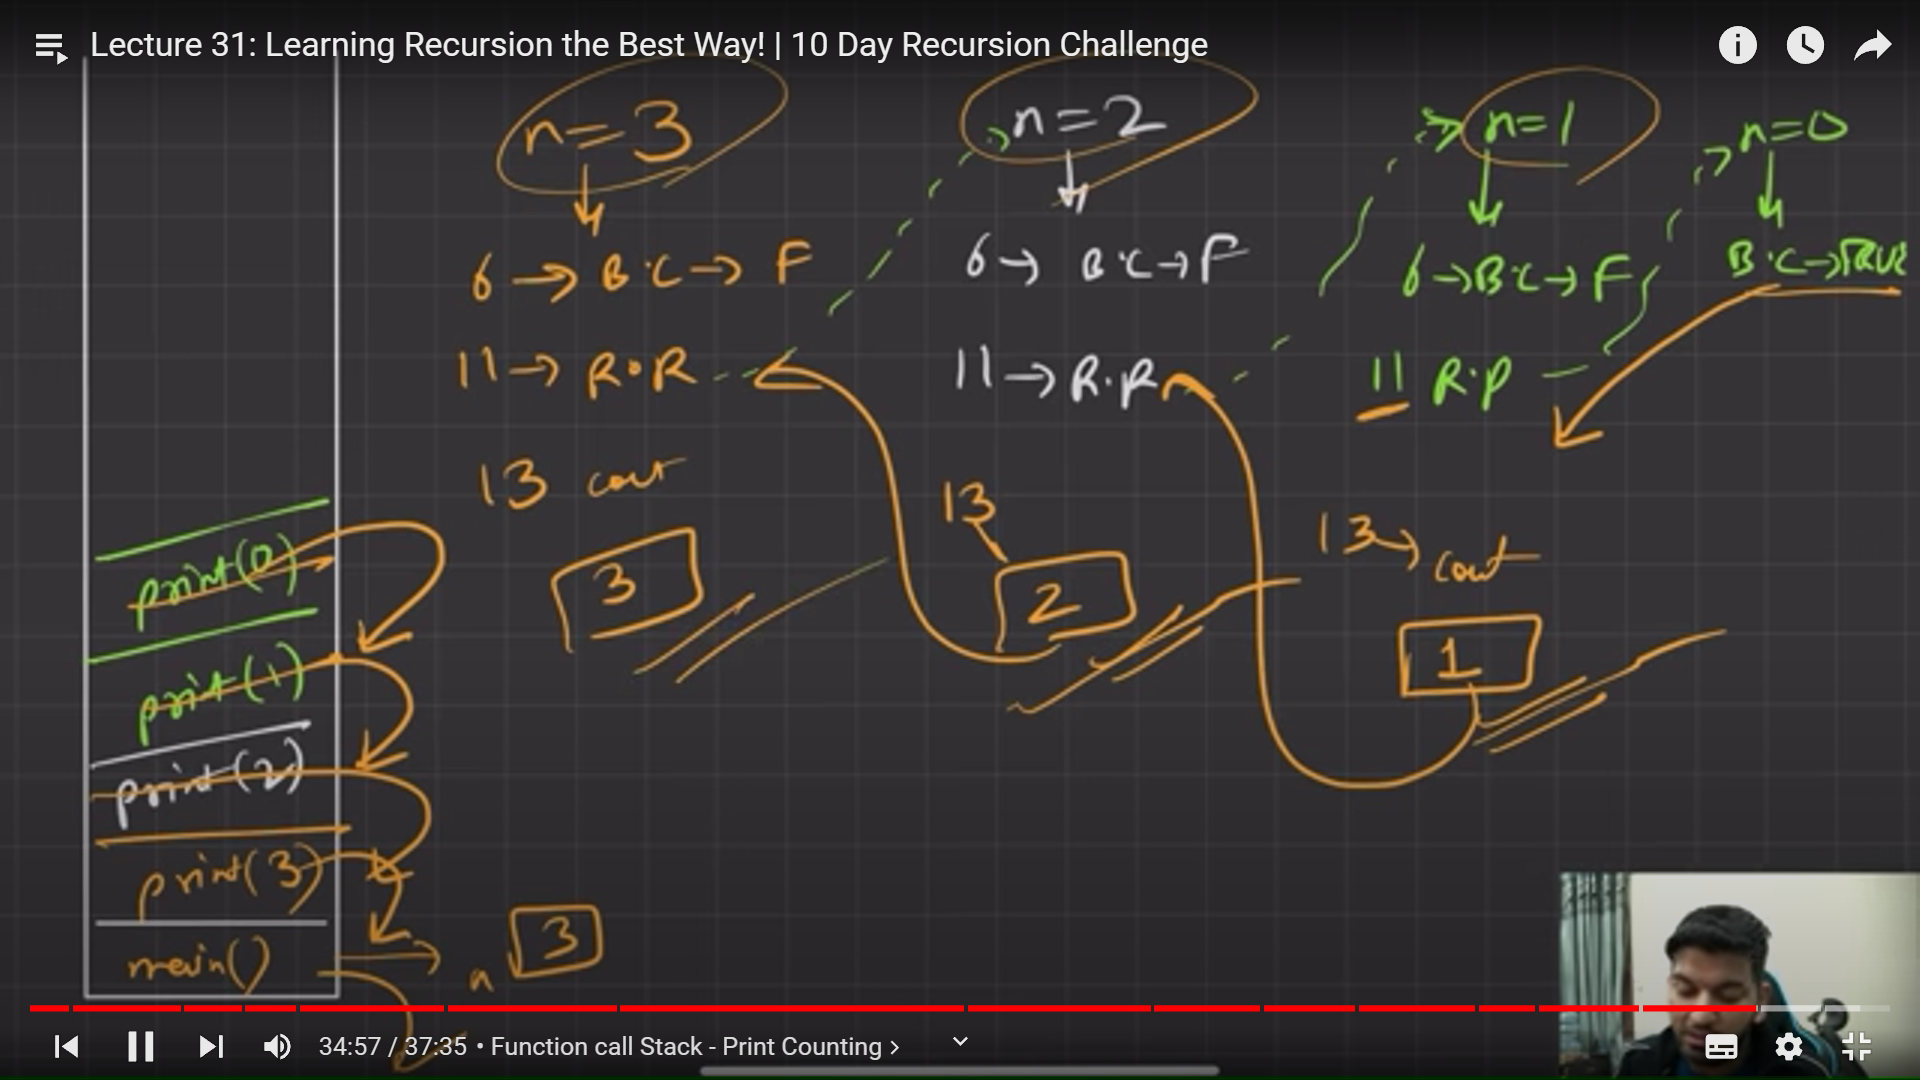 Lecture 31: Learning Recursion the Best Way! | 10 Day Recursion Challenge
n=3
6 → B.C → F
11 → R.R
13 cout
3
n=2
6 → B.C → F
11 → R.R
13
2
n=1
6 → B.C → F
11 R.R
13 → cout
1
n=0
B.C → TRUE
print(0)
print(1)
print(2)
print(3)
main()
n 3
34:57 / 37:35 • Function call Stack - Print Counting >